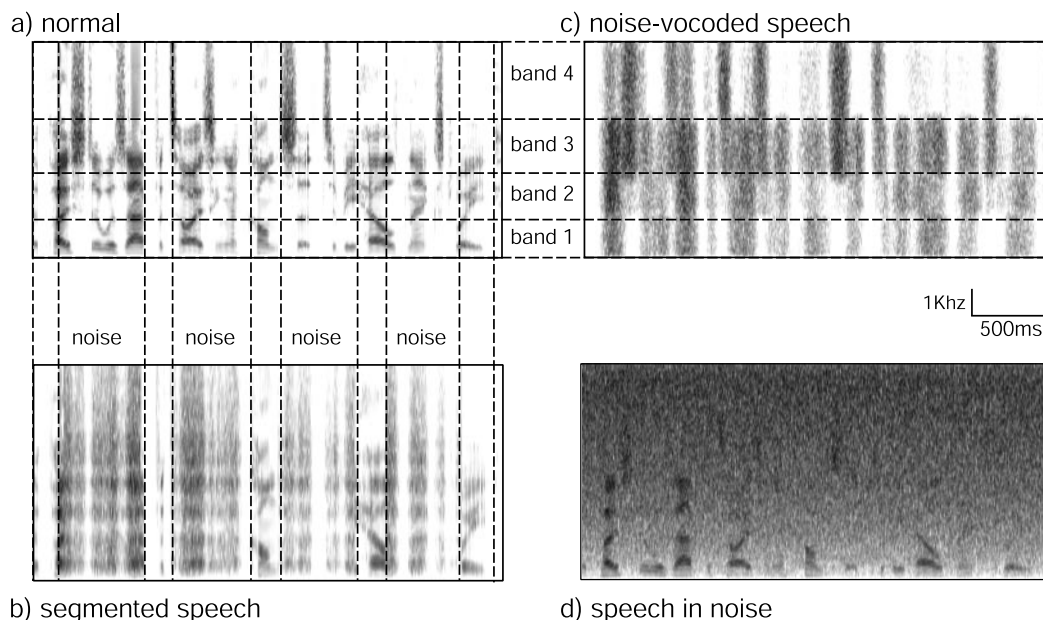 a) normal
c) noise-vocoded speech
band 4
band 3
band 2
band 1
1Khz
500ms
noise noise noise noise
b) segmented speech
d) speech in noise